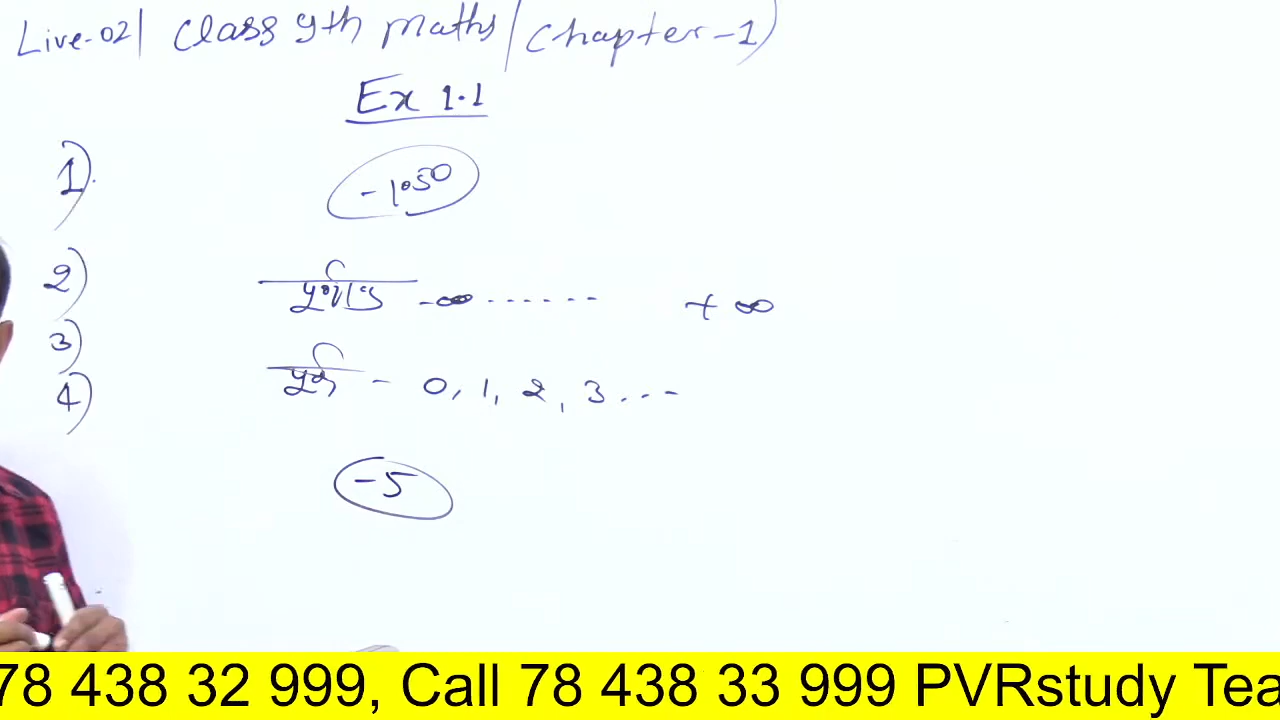 Live-02| Class 9th maths/(Chapter-1)
Ex 1.1
1)
-1050
2)
पूर्णांक -∞ ...... +∞
3)
4)
पूर्ण - 0, 1, 2, 3...-
-5
78 438 32 999, Call 78 438 33 999 PVRstudy Tea